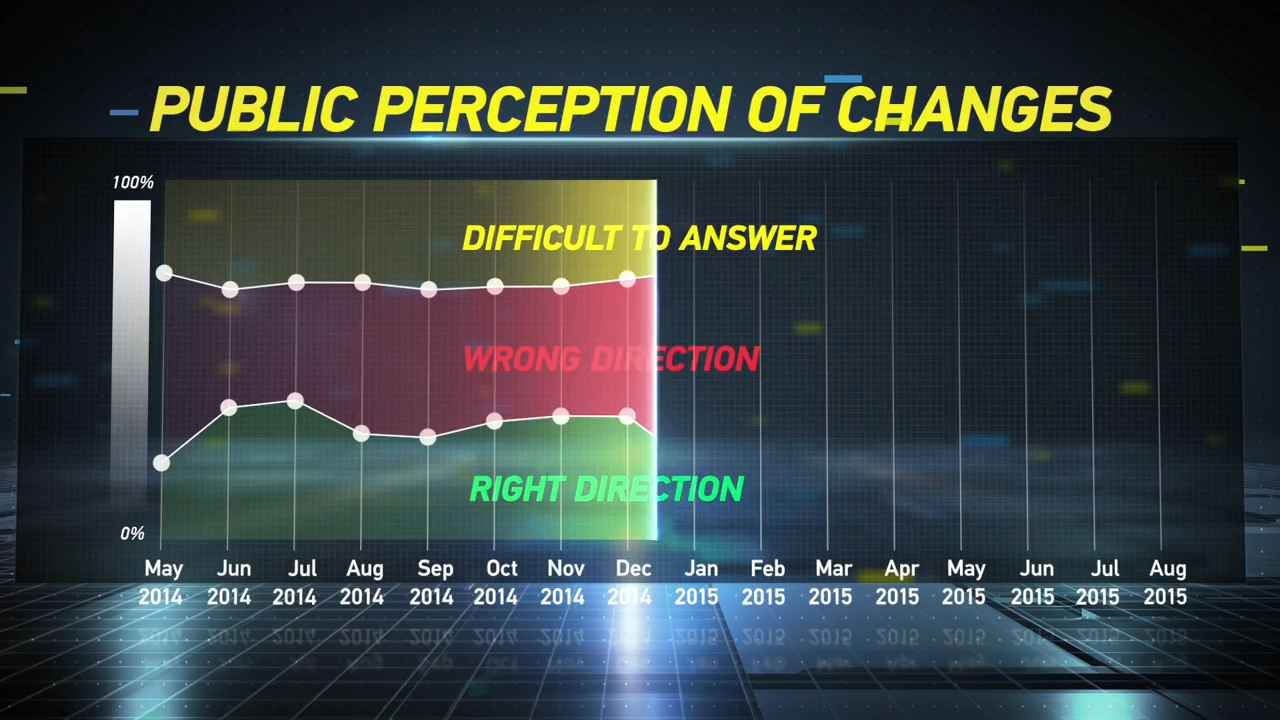 PUBLIC PERCEPTION OF CHANGES
100%
DIFFICULT TO ANSWER
WRONG DIRECTION
RIGHT DIRECTION
0%
May Jun Jul Aug Sep Oct Nov Dec Jan Feb Mar Apr May Jun Jul Aug
2014 2014 2014 2014 2014 2014 2014 2014 2015 2015 2015 2015 2015 2015 2015 2015